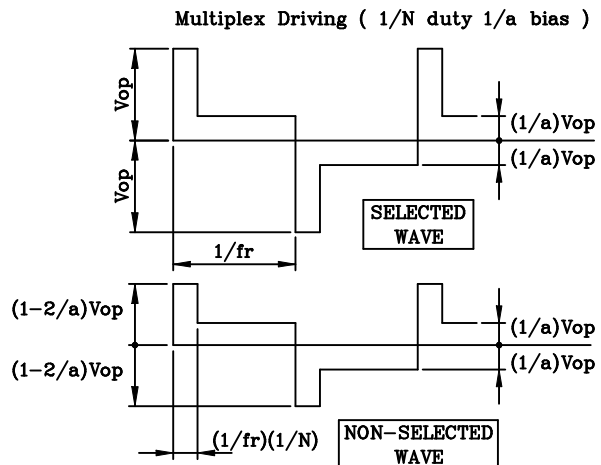 Multiplex Driving ( 1/N duty 1/a bias )
Vop
(1/a)Vop
(1/a)Vop
Vop
SELECTED
WAVE
1/fr
(1-2/a)Vop
(1/a)Vop
(1-2/a)Vop
(1/a)Vop
(1/fr)(1/N)
NON-SELECTED
WAVE